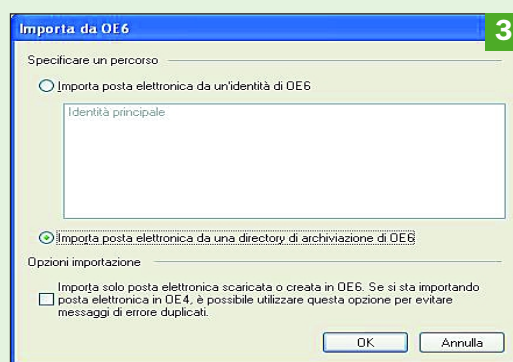 Importa da OE6
3
Specificare un percorso
Importa posta elettronica da un'identità di OE6
Identità principale
Importa posta elettronica da una directory di archiviazione di OE6
Opzioni importazione
Importa solo posta elettronica scaricata o creata in OE6. Se si sta importando
posta elettronica in OE4, è possibile utilizzare questa opzione per evitare
messaggi di errore duplicati.
OK
Annulla